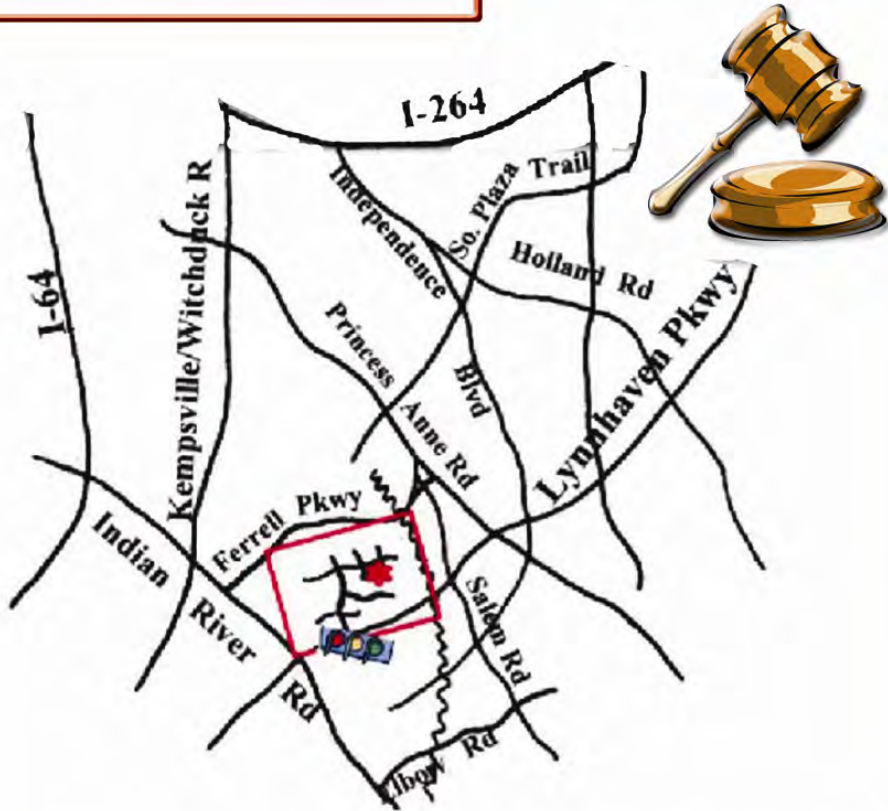 I-264
I-64
Kempsville/Witchduck R
Independence
Blvd
So. Plaza Trail
Holland Rd
Lynnhaven Pkwy
Princess Anne Rd
Ferrell Pkwy
Indian River Rd
Salem Rd
Elbow Rd